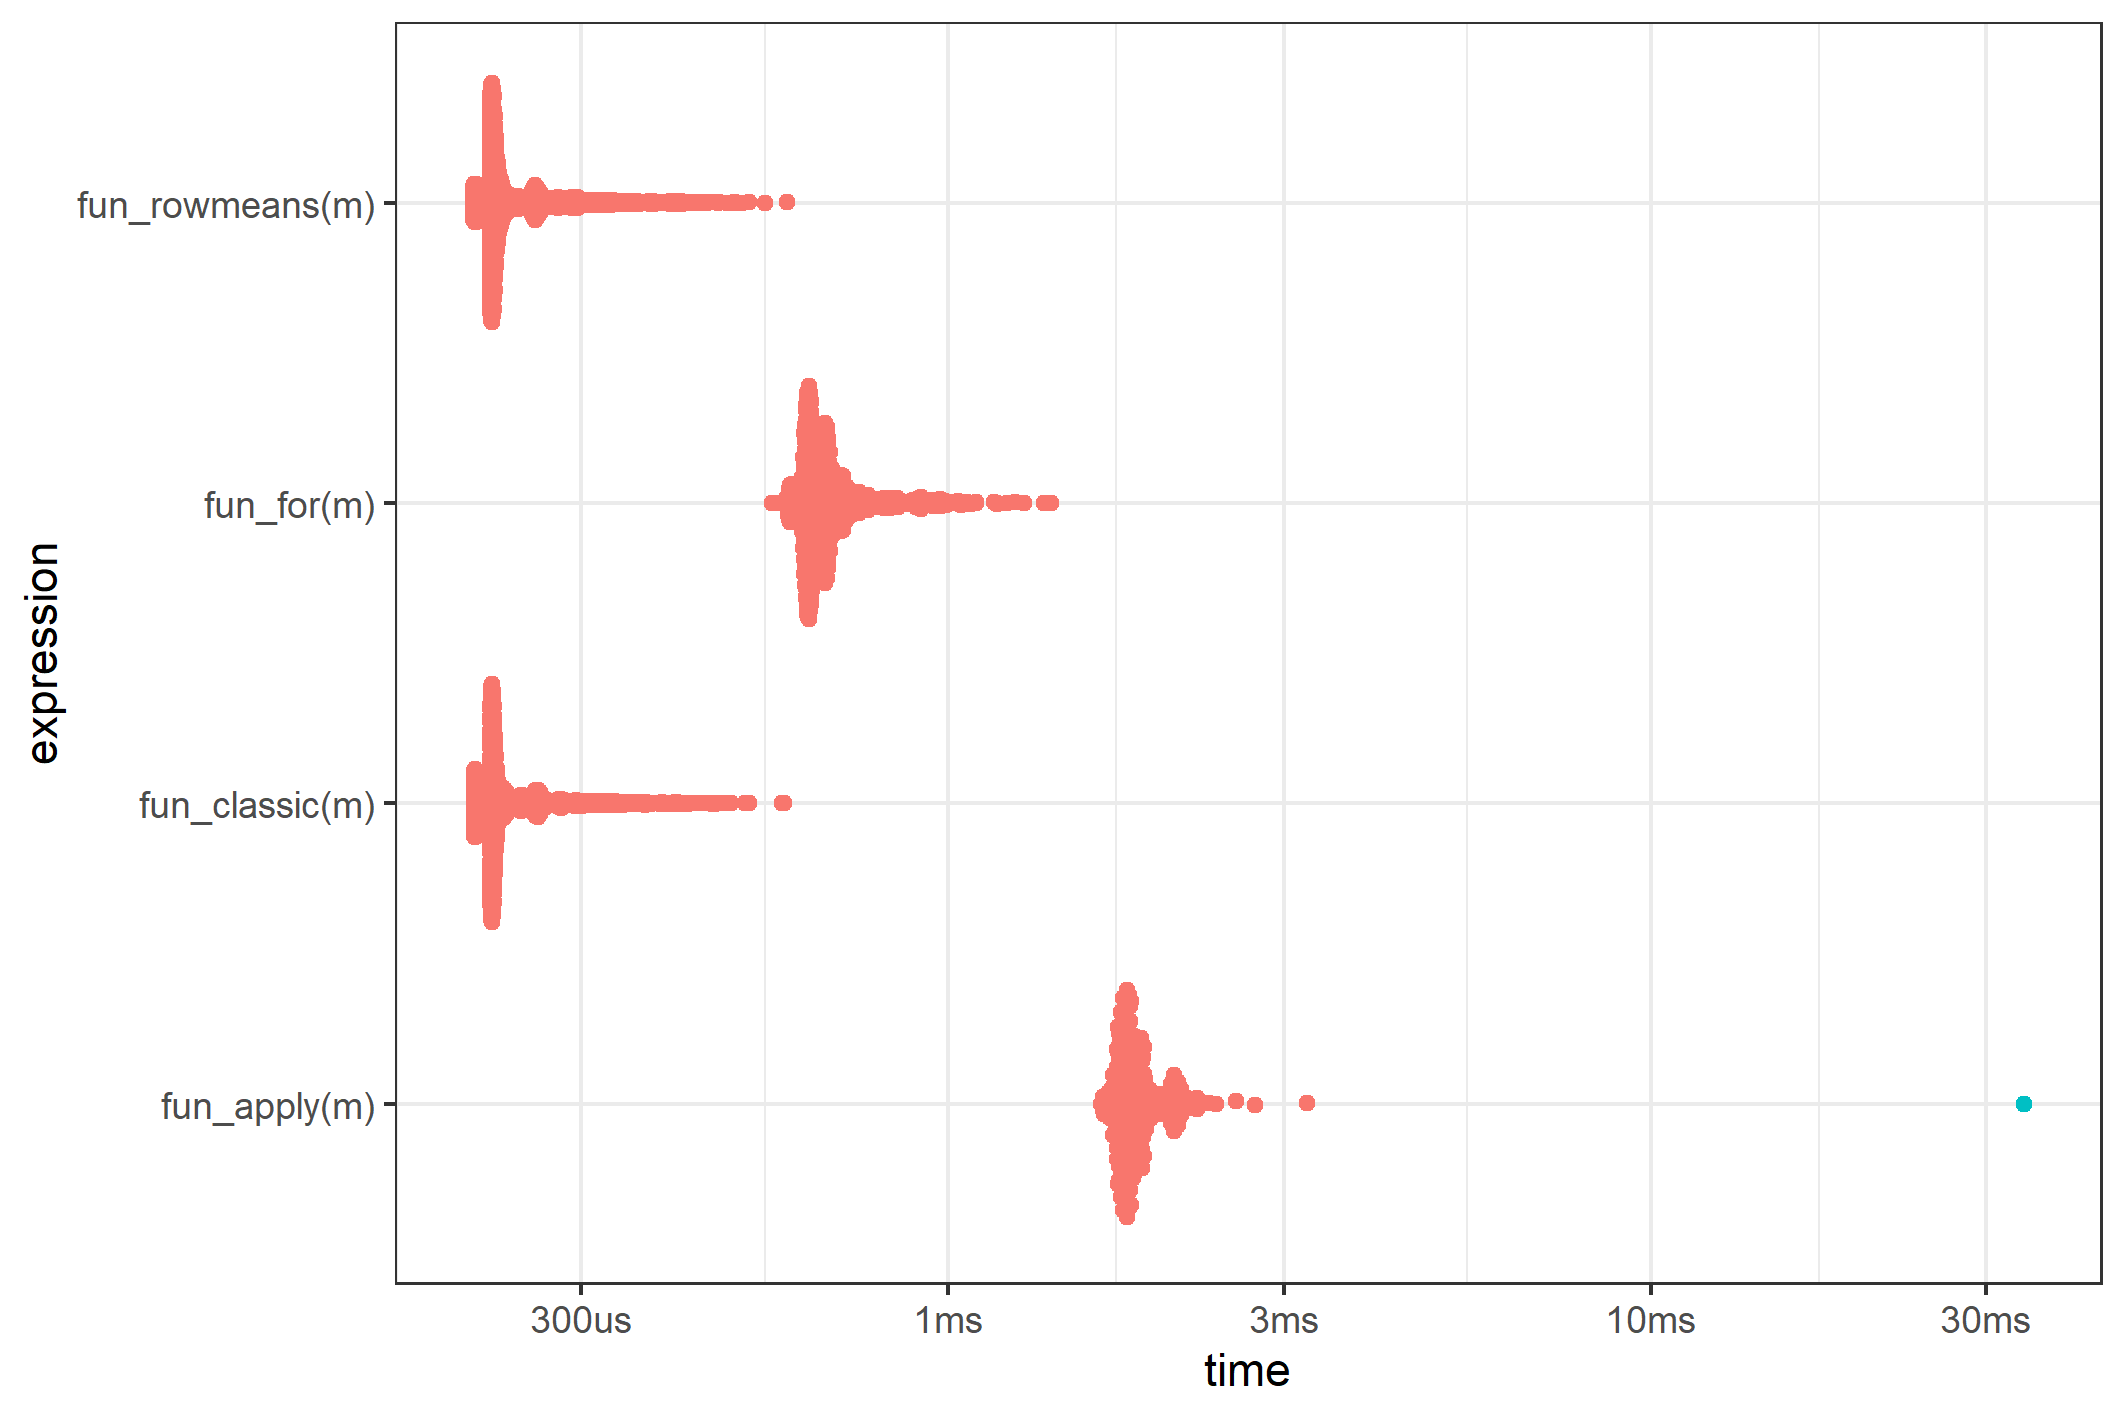 fun_rowmeans(m)
fun_for(m)
fun_classic(m)
fun_apply(m)
expression
300us 1ms 3ms 10ms 30ms
time